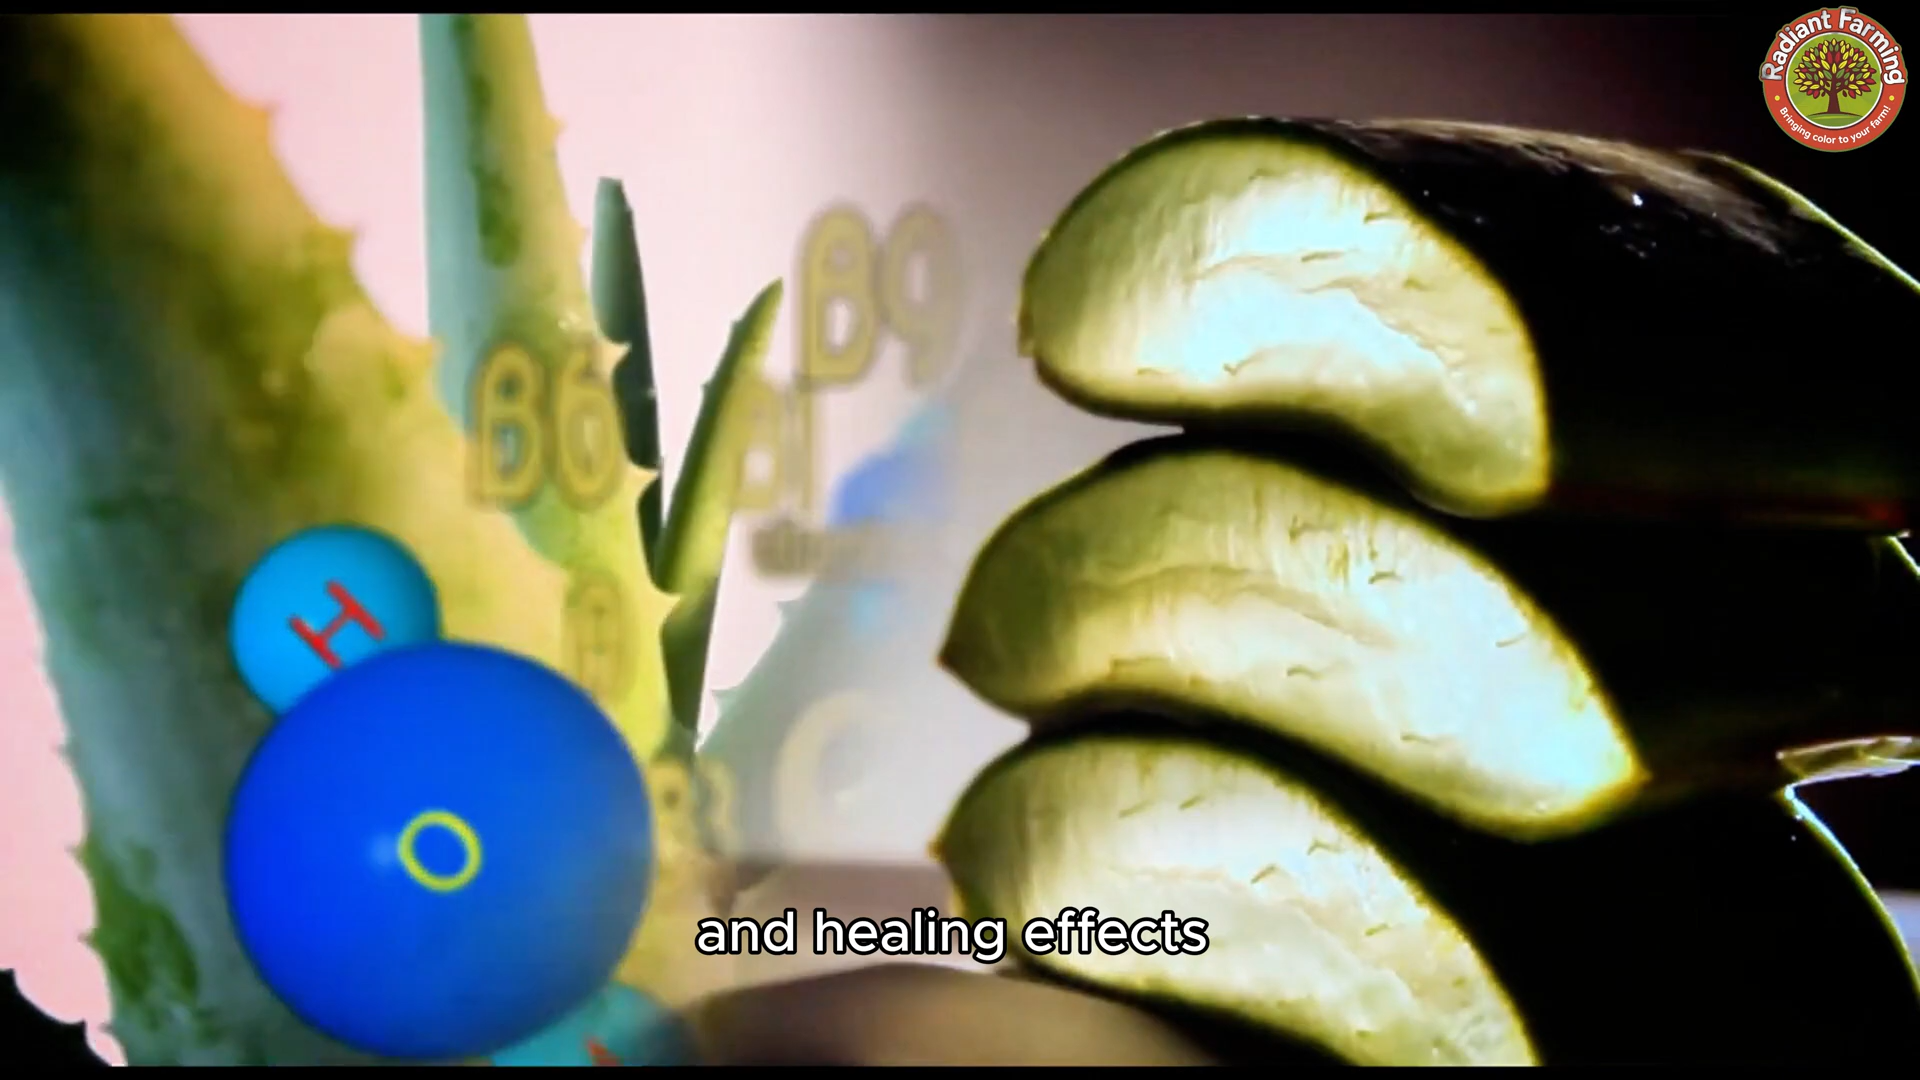 Radiant Farming
Bringing color to your farm!
B9
B6
H
O
and healing effects